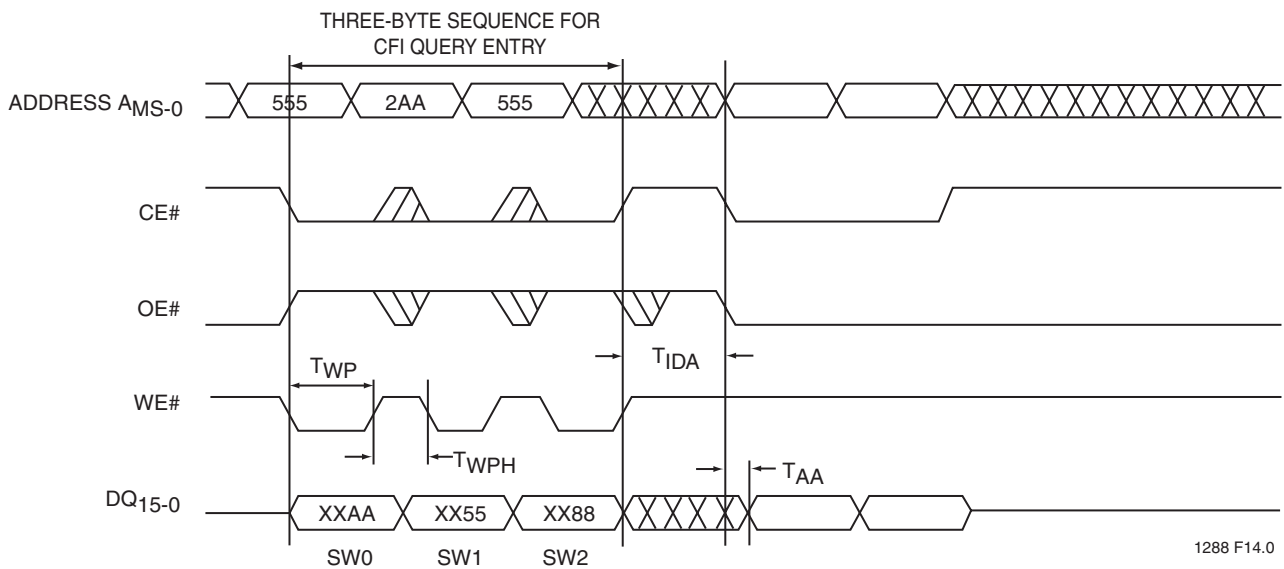 THREE-BYTE SEQUENCE FOR
CFI QUERY ENTRY
ADDRESS AMS-0
555
2AA
555
CE#
OE#
TWP
TIDA
WE#
TWPH
TAA
DQ15-0
XXAA
XX55
XX88
SW0
SW1
SW2
1288 F14.0